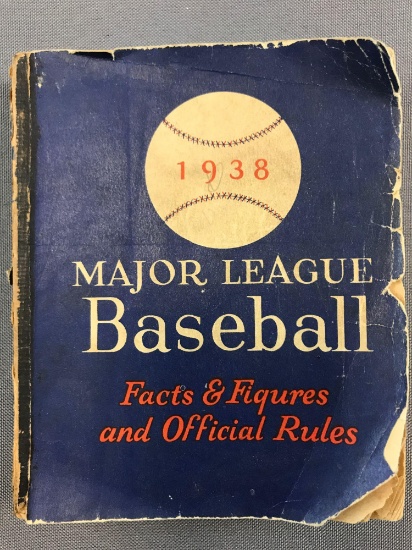 1938
MAJOR LEAGUE
Baseball
Facts & Figures
and Official Rules